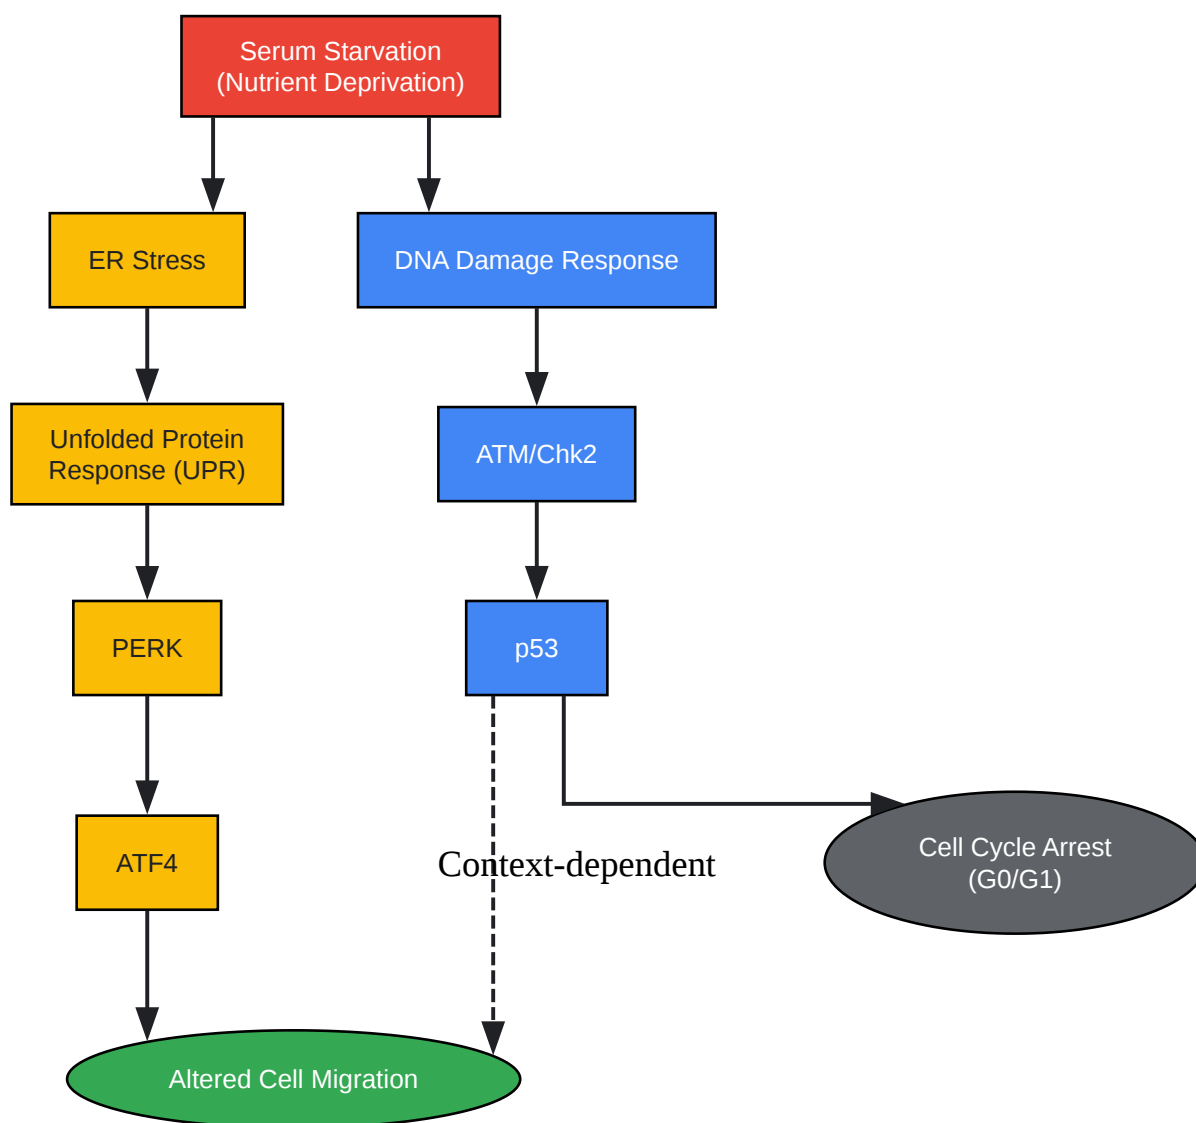 Serum Starvation
(Nutrient Deprivation)
ER Stress
DNA Damage Response
Unfolded Protein
Response (UPR)
ATM/Chk2
PERK
p53
ATF4
Context-dependent
Cell Cycle Arrest
(G0/G1)
Altered Cell Migration